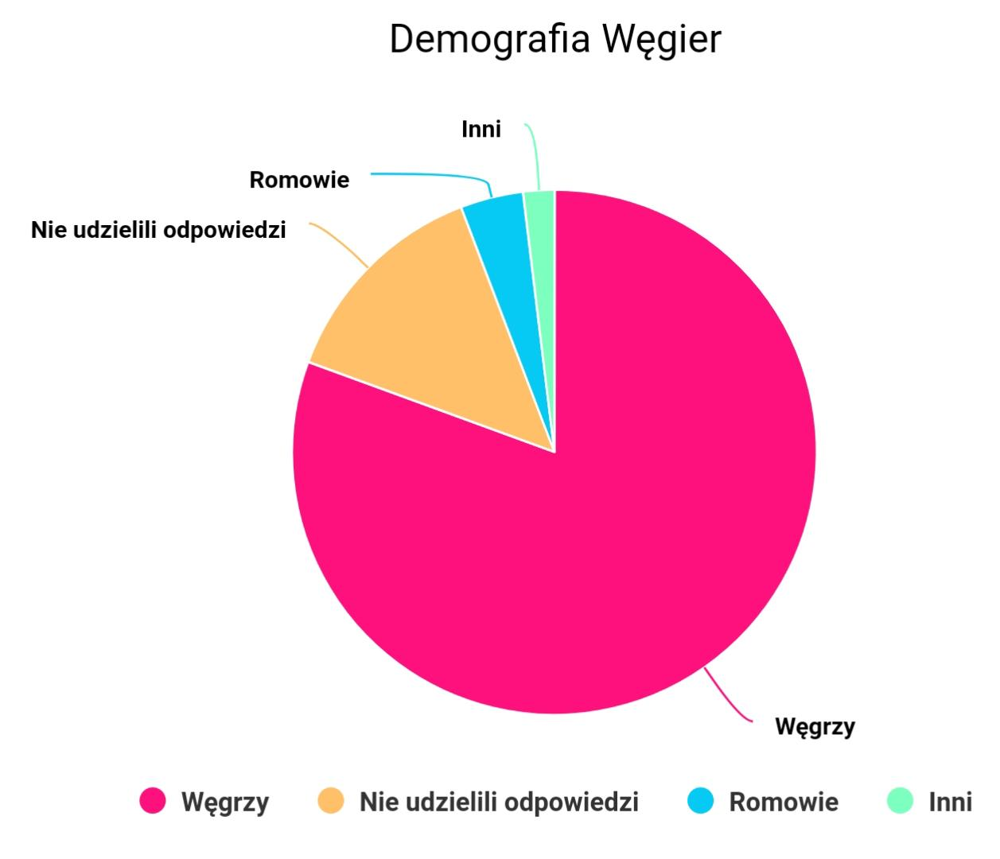 Demografia Węgier
Inni
Romowie
Nie udzielili odpowiedzi
Węgrzy
Węgrzy Nie udzielili odpowiedzi Romowie Inni